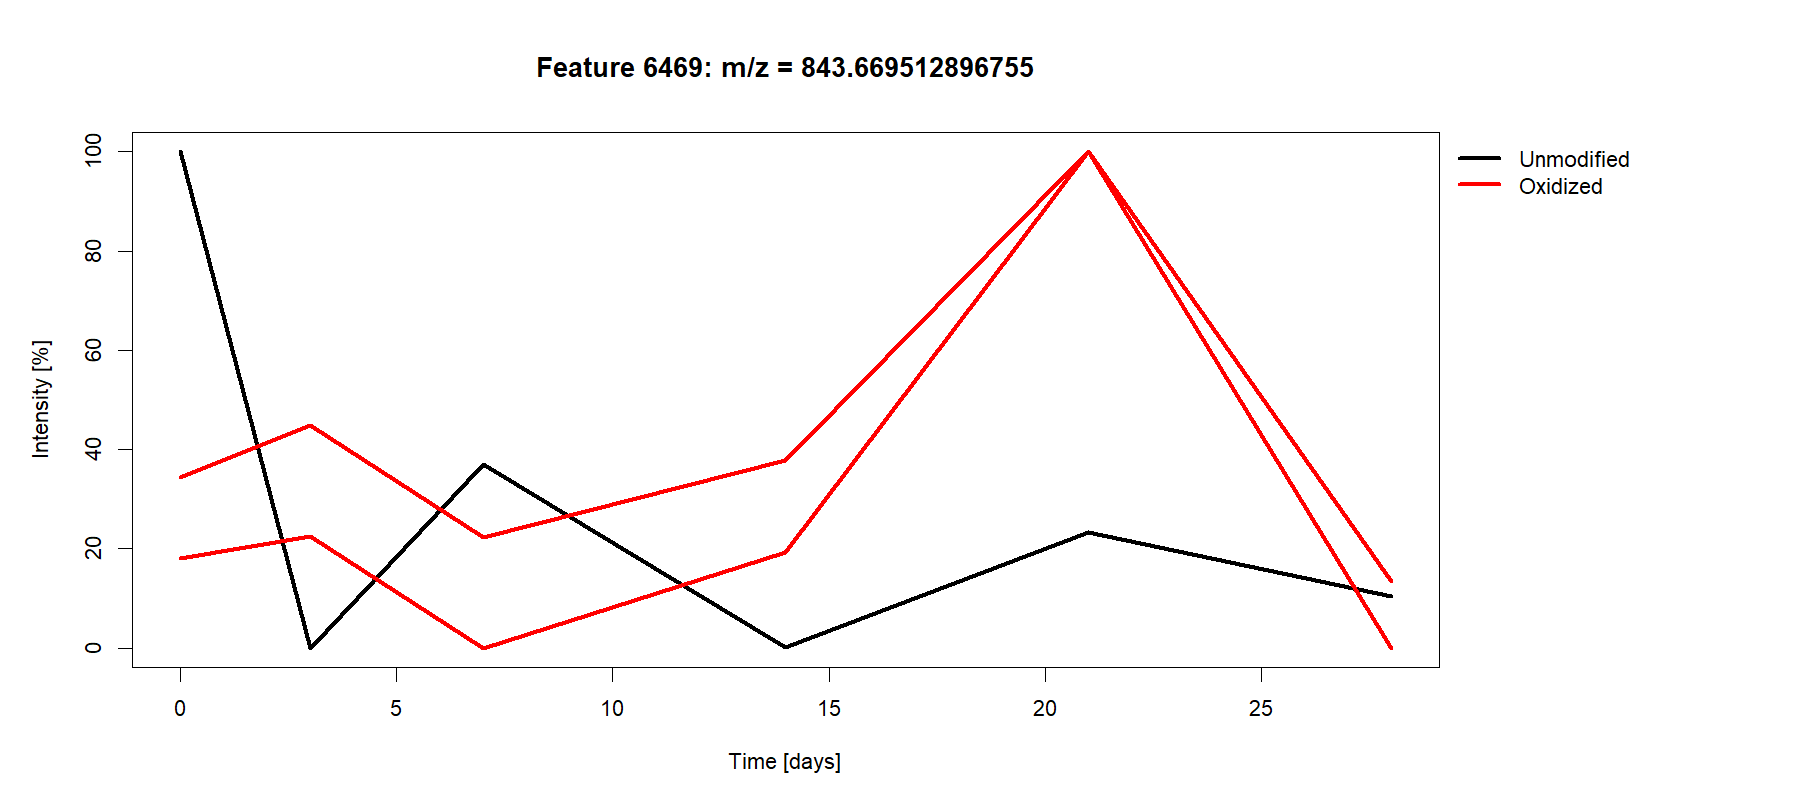 Feature 6469: m/z = 843.669512896755
Unmodified
Oxidized
Intensity [%]
100
80
60
40
20
0
0 5 10 15 20 25
Time [days]